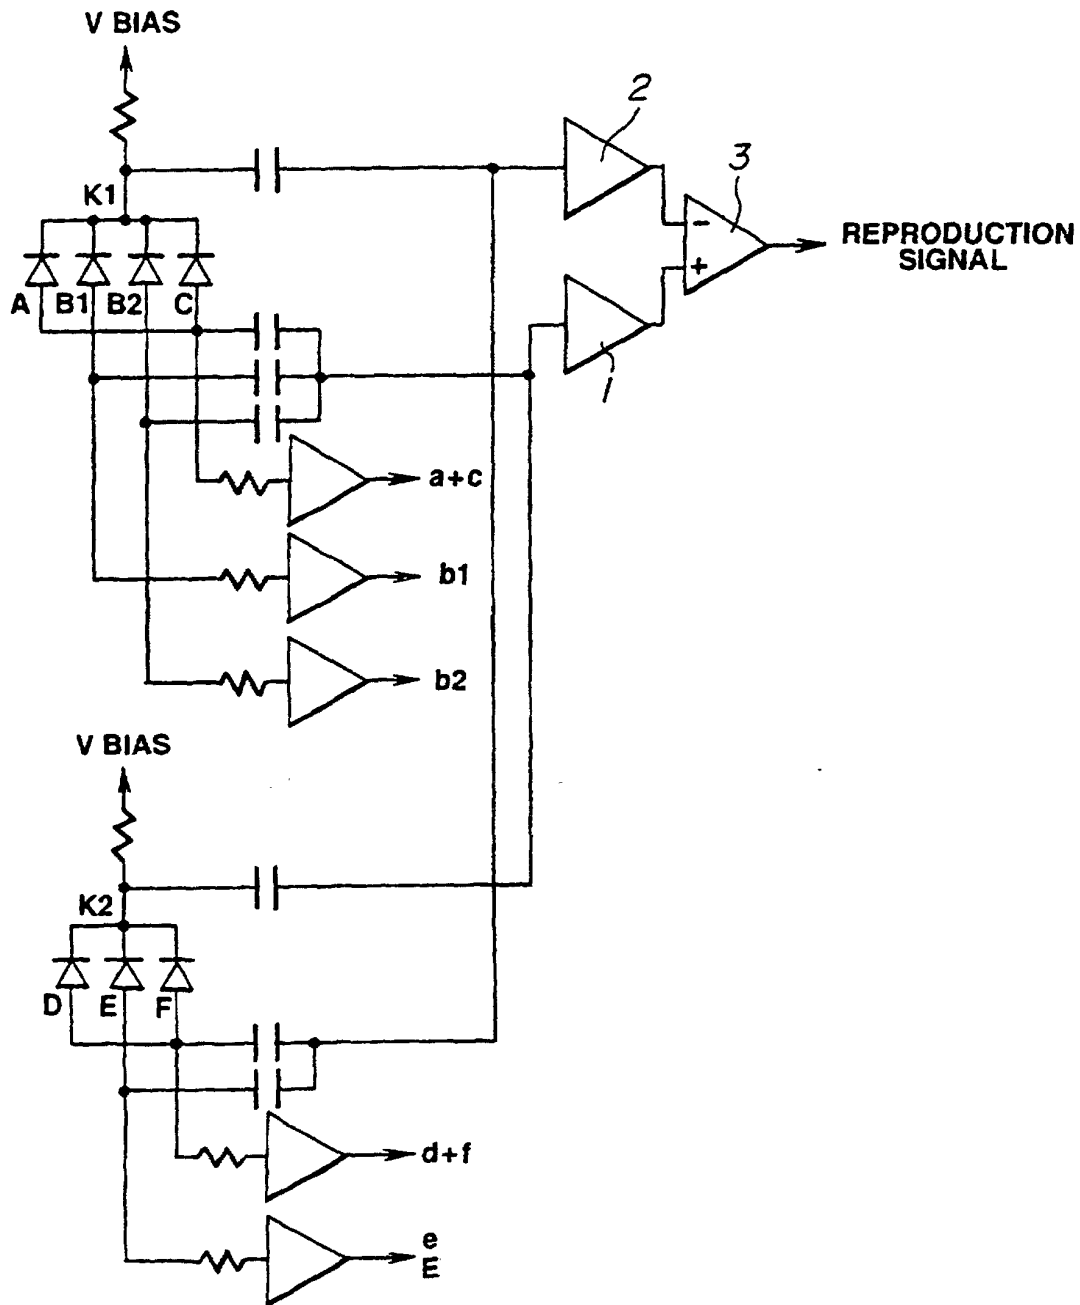 V BIAS
2
3
K1
REPRODUCTION
SIGNAL
-
+
A B1 B2 C
1
a+c
b1
b2
V BIAS
K2
D E F
d+f
e
E